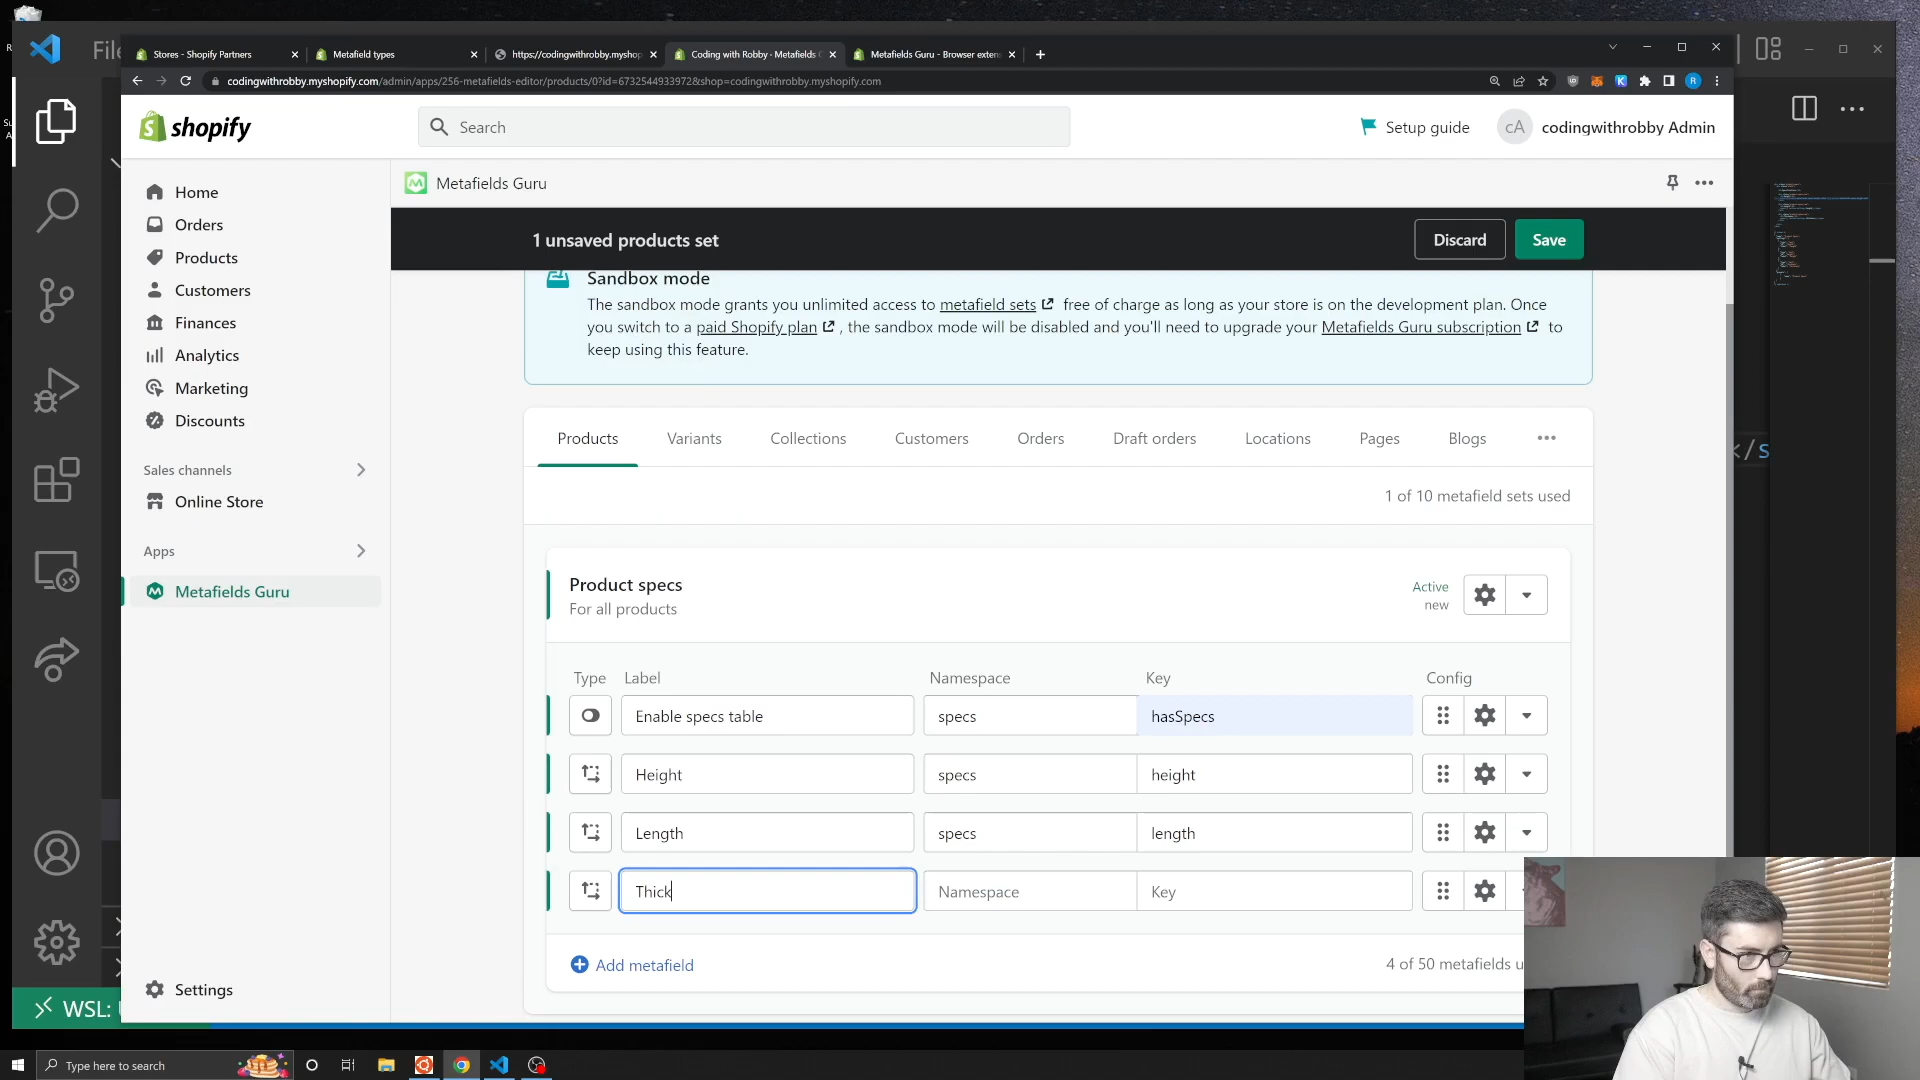 File
Stores - Shopify Partners
Metafield types
https://codingwithrobby.myshop
Coding with Robby - Metafields G
Metafields Guru - Browser exten
codingwithrobby.myshopify.com/admin/apps/256-metafields-editor/products/0?id=6732544933972&shop=codingwithrobby.myshopify.com
shopify
Search
Setup guide
cA
codingwithrobby Admin
Home
Orders
Products
Customers
Finances
Analytics
Marketing
Discounts
Sales channels
Online Store
Apps
Metafields Guru
Settings
Metafields Guru
1 unsaved products set
Discard
Save
Sandbox mode
The sandbox mode grants you unlimited access to metafield sets free of charge as long as your store is on the development plan. Once
you switch to a paid Shopify plan , the sandbox mode will be disabled and you'll need to upgrade your Metafields Guru subscription to
keep using this feature.
Products
Variants
Collections
Customers
Orders
Draft orders
Locations
Pages
Blogs
1 of 10 metafield sets used
Product specs
For all products
Active
new
Type
Label
Namespace
Key
Config
Enable specs table
specs
hasSpecs
Height
specs
height
Length
specs
length
Thick
Namespace
Key
Add metafield
4 of 50 metafields u
</s
WSL:
Type here to search